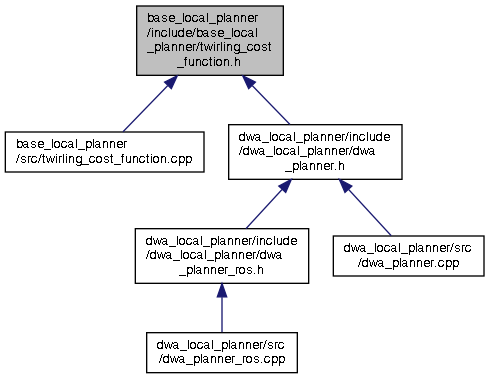 base_local_planner
/include/base_local
_planner/twirling_cost
_function.h
base_local_planner
/src/twirling_cost_function.cpp
dwa_local_planner/include
/dwa_local_planner/dwa
_planner.h
dwa_local_planner/include
/dwa_local_planner/dwa
_planner_ros.h
dwa_local_planner/src
/dwa_planner.cpp
dwa_local_planner/src
/dwa_planner_ros.cpp